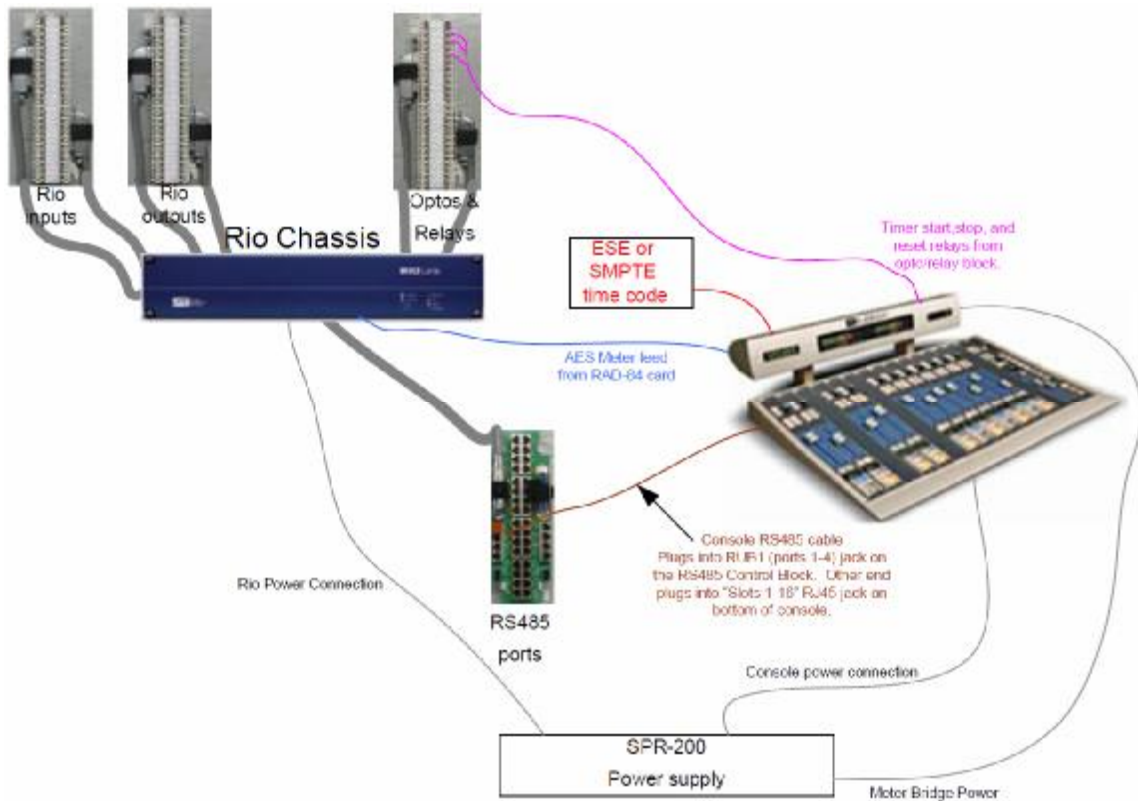 Rio
inputs
Rio
outputs
Optos &
Relays
Rio Chassis
Timer start, stop, and
reset relays from
opto/relay block.
ESE or
SMPTE
time code
AES Meter feed
from RAD-84 card
Console RS485 cable
Plugs into (ports 1-4) jack on
the RS485 Control Block. Other end
plugs into "Slots 1-16" RJ45 jack on
bottom of console.
Rio Power Connection
RS485
ports
Console power connection
SPR-200
Power supply
Meter Bridge Power